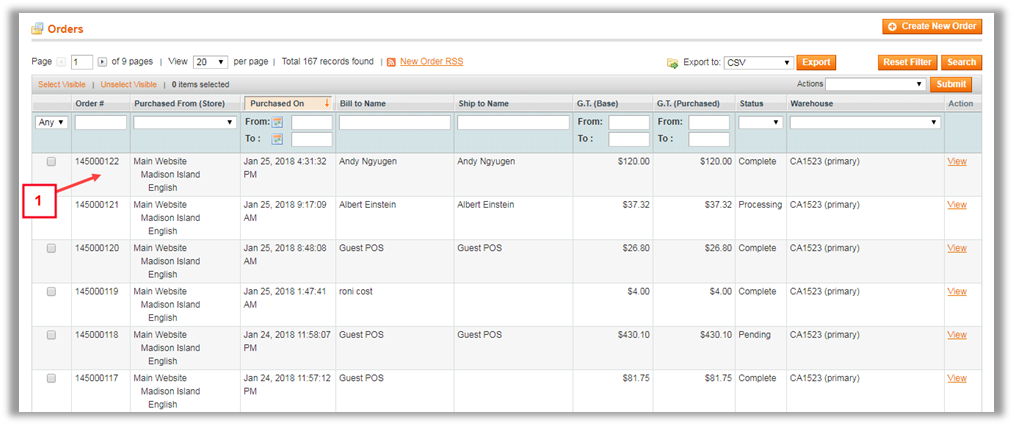 Orders
Create New Order
Page 1 of 9 pages | View 20 per page | Total 167 records found | New Order RSS
Export to: CSV Export Reset Filter Search
Select Visible | Unselect Visible | 0 items selected
Actions Submit
Order # Purchased From (Store) Purchased On Bill to Name Ship to Name G.T. (Base) G.T. (Purchased) Status Warehouse Action
Any From: From: From:
To : To : To :
145000122 Main Website Jan 25, 2018 4:31:32 Andy Ngyugen Andy Ngyugen $120.00 $120.00 Complete CA1523 (primary) View
Madison Island PM
English
1
145000121 Main Website Jan 25, 2018 9:17:09 Albert Einstein Albert Einstein $37.32 $37.32 Processing CA1523 (primary) View
Madison Island AM
English
145000120 Main Website Jan 25, 2018 8:48:08 Guest POS Guest POS $26.80 $26.80 Complete CA1523 (primary) View
Madison Island AM
English
145000119 Main Website Jan 25, 2018 1:47:41 roni cost $4.00 $4.00 Complete CA1523 (primary) View
Madison Island AM
English
145000118 Main Website Jan 24, 2018 11:58:07 Guest POS Guest POS $430.10 $430.10 Pending CA1523 (primary) View
Madison Island PM
English
145000117 Main Website Jan 24, 2018 11:57:12 Guest POS $81.75 $81.75 Complete CA1523 (primary) View
Madison Island PM
English